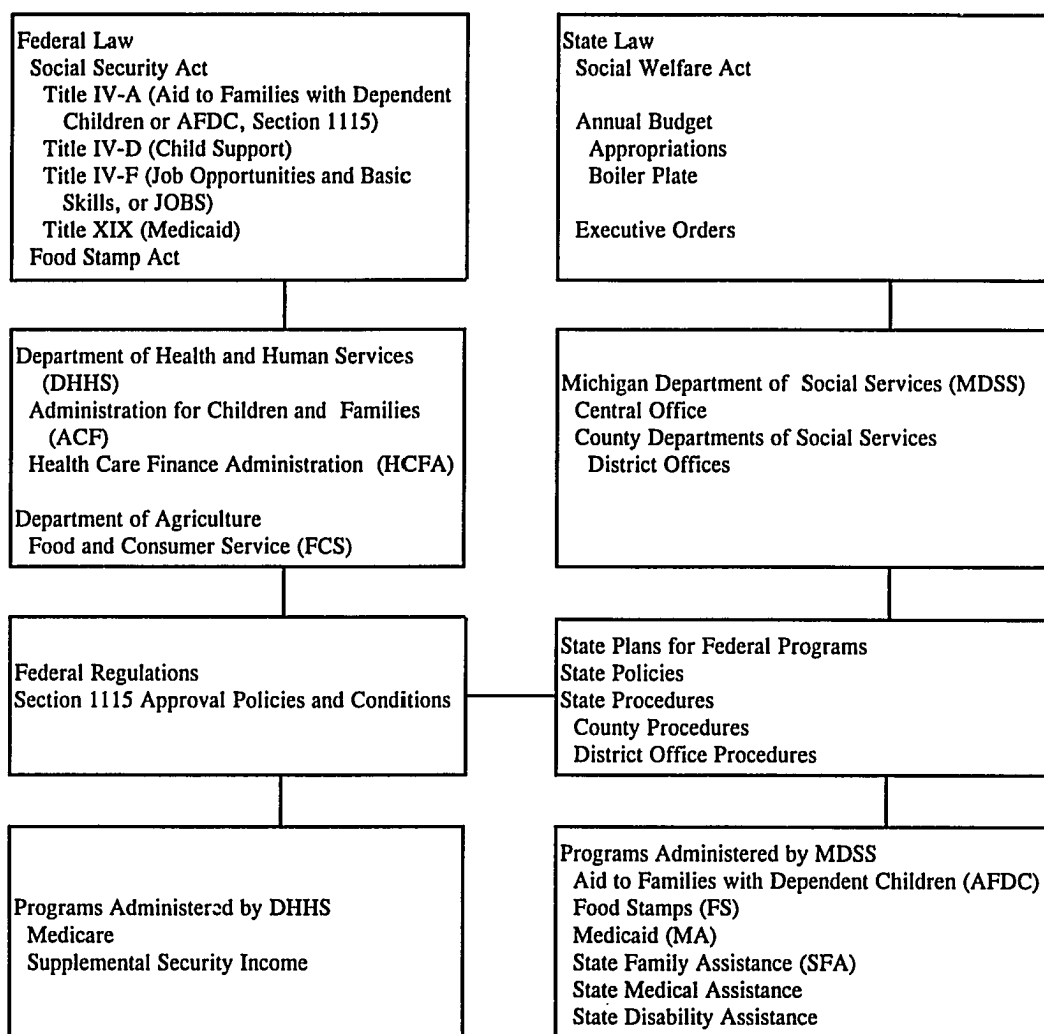 Federal Law
Social Security Act
Title IV-A (Aid to Families with Dependent
Children or AFDC, Section 1115)
Title IV-D (Child Support)
Title IV-F (Job Opportunities and Basic
Skills, or JOBS)
Title XIX (Medicaid)
Food Stamp Act
State Law
Social Welfare Act
Annual Budget
Appropriations
Boiler Plate
Executive Orders
Department of Health and Human Services
(DHHS)
Administration for Children and Families
(ACF)
Health Care Finance Administration (HCFA)
Department of Agriculture
Food and Consumer Service (FCS)
Michigan Department of Social Services (MDSS)
Central Office
County Departments of Social Services
District Offices
Federal Regulations
Section 1115 Approval Policies and Conditions
State Plans for Federal Programs
State Policies
State Procedures
County Procedures
District Office Procedures
Programs Administered by DHHS
Medicare
Supplemental Security Income
Programs Administered by MDSS
Aid to Families with Dependent Children (AFDC)
Food Stamps (FS)
Medicaid (MA)
State Family Assistance (SFA)
State Medical Assistance
State Disability Assistance